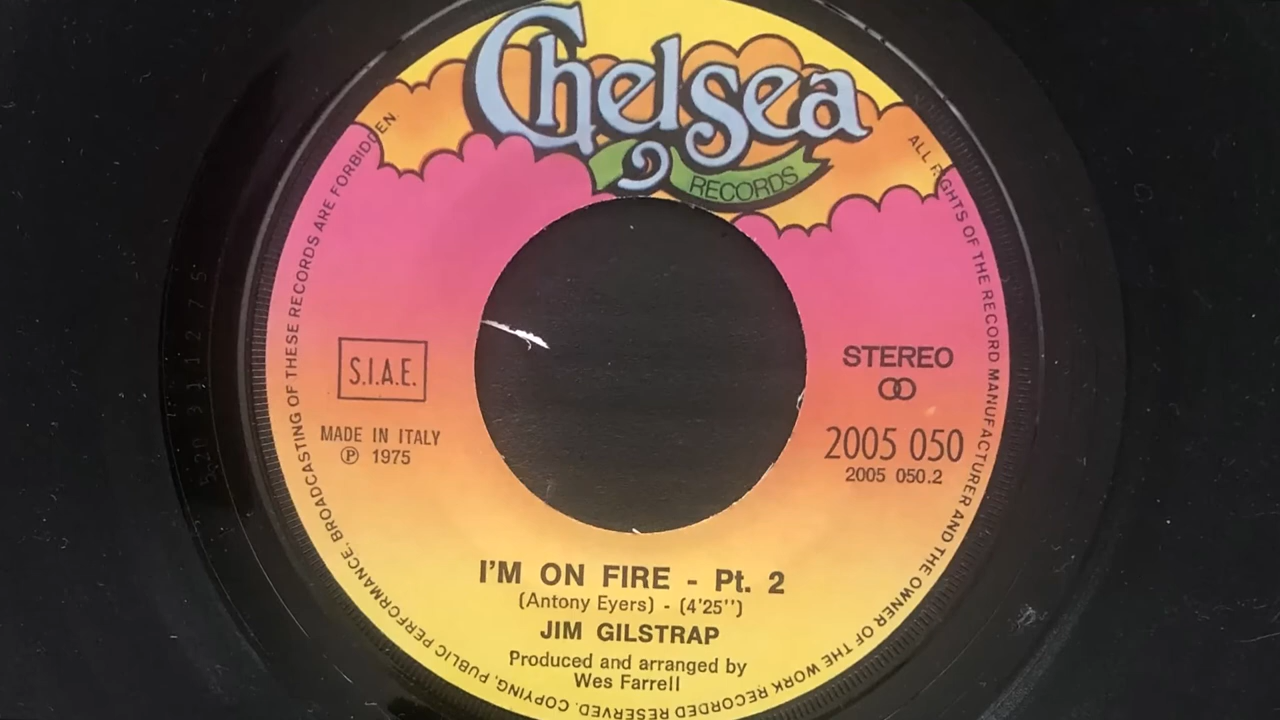 Chelsea
RECORDS
ALL RIGHTS OF THE RECORD MANUFACTURER AND THE OWNER OF THE WORK RECORDED RESERVED. COPYING, PUBLIC PERFORMANCE, BROADCASTING OF THESE RECORDS ARE FORBIDDEN.
S.I.A.E.
MADE IN ITALY
℗ 1975
STEREO
2005 050
2005 050.2
I'M ON FIRE - Pt. 2
(Antony Eyers) - (4'25'')
JIM GILSTRAP
Produced and arranged by
Wes Farrell